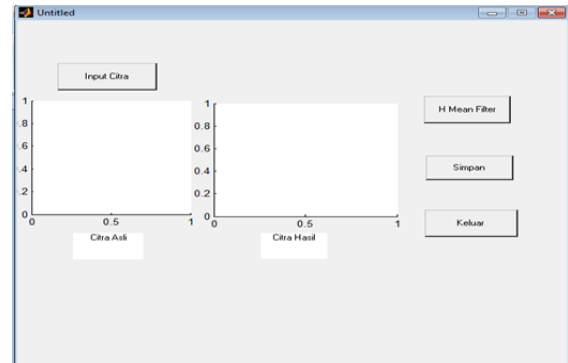 Untitled
Input Citra
H Mean Filter
Simpan
Keluar
1
.8
.6
.4
.2
0
0 0.5 1
Citra Asli
1
0.8
0.6
0.4
0.2
0
0 0.5 1
Citra Hasil